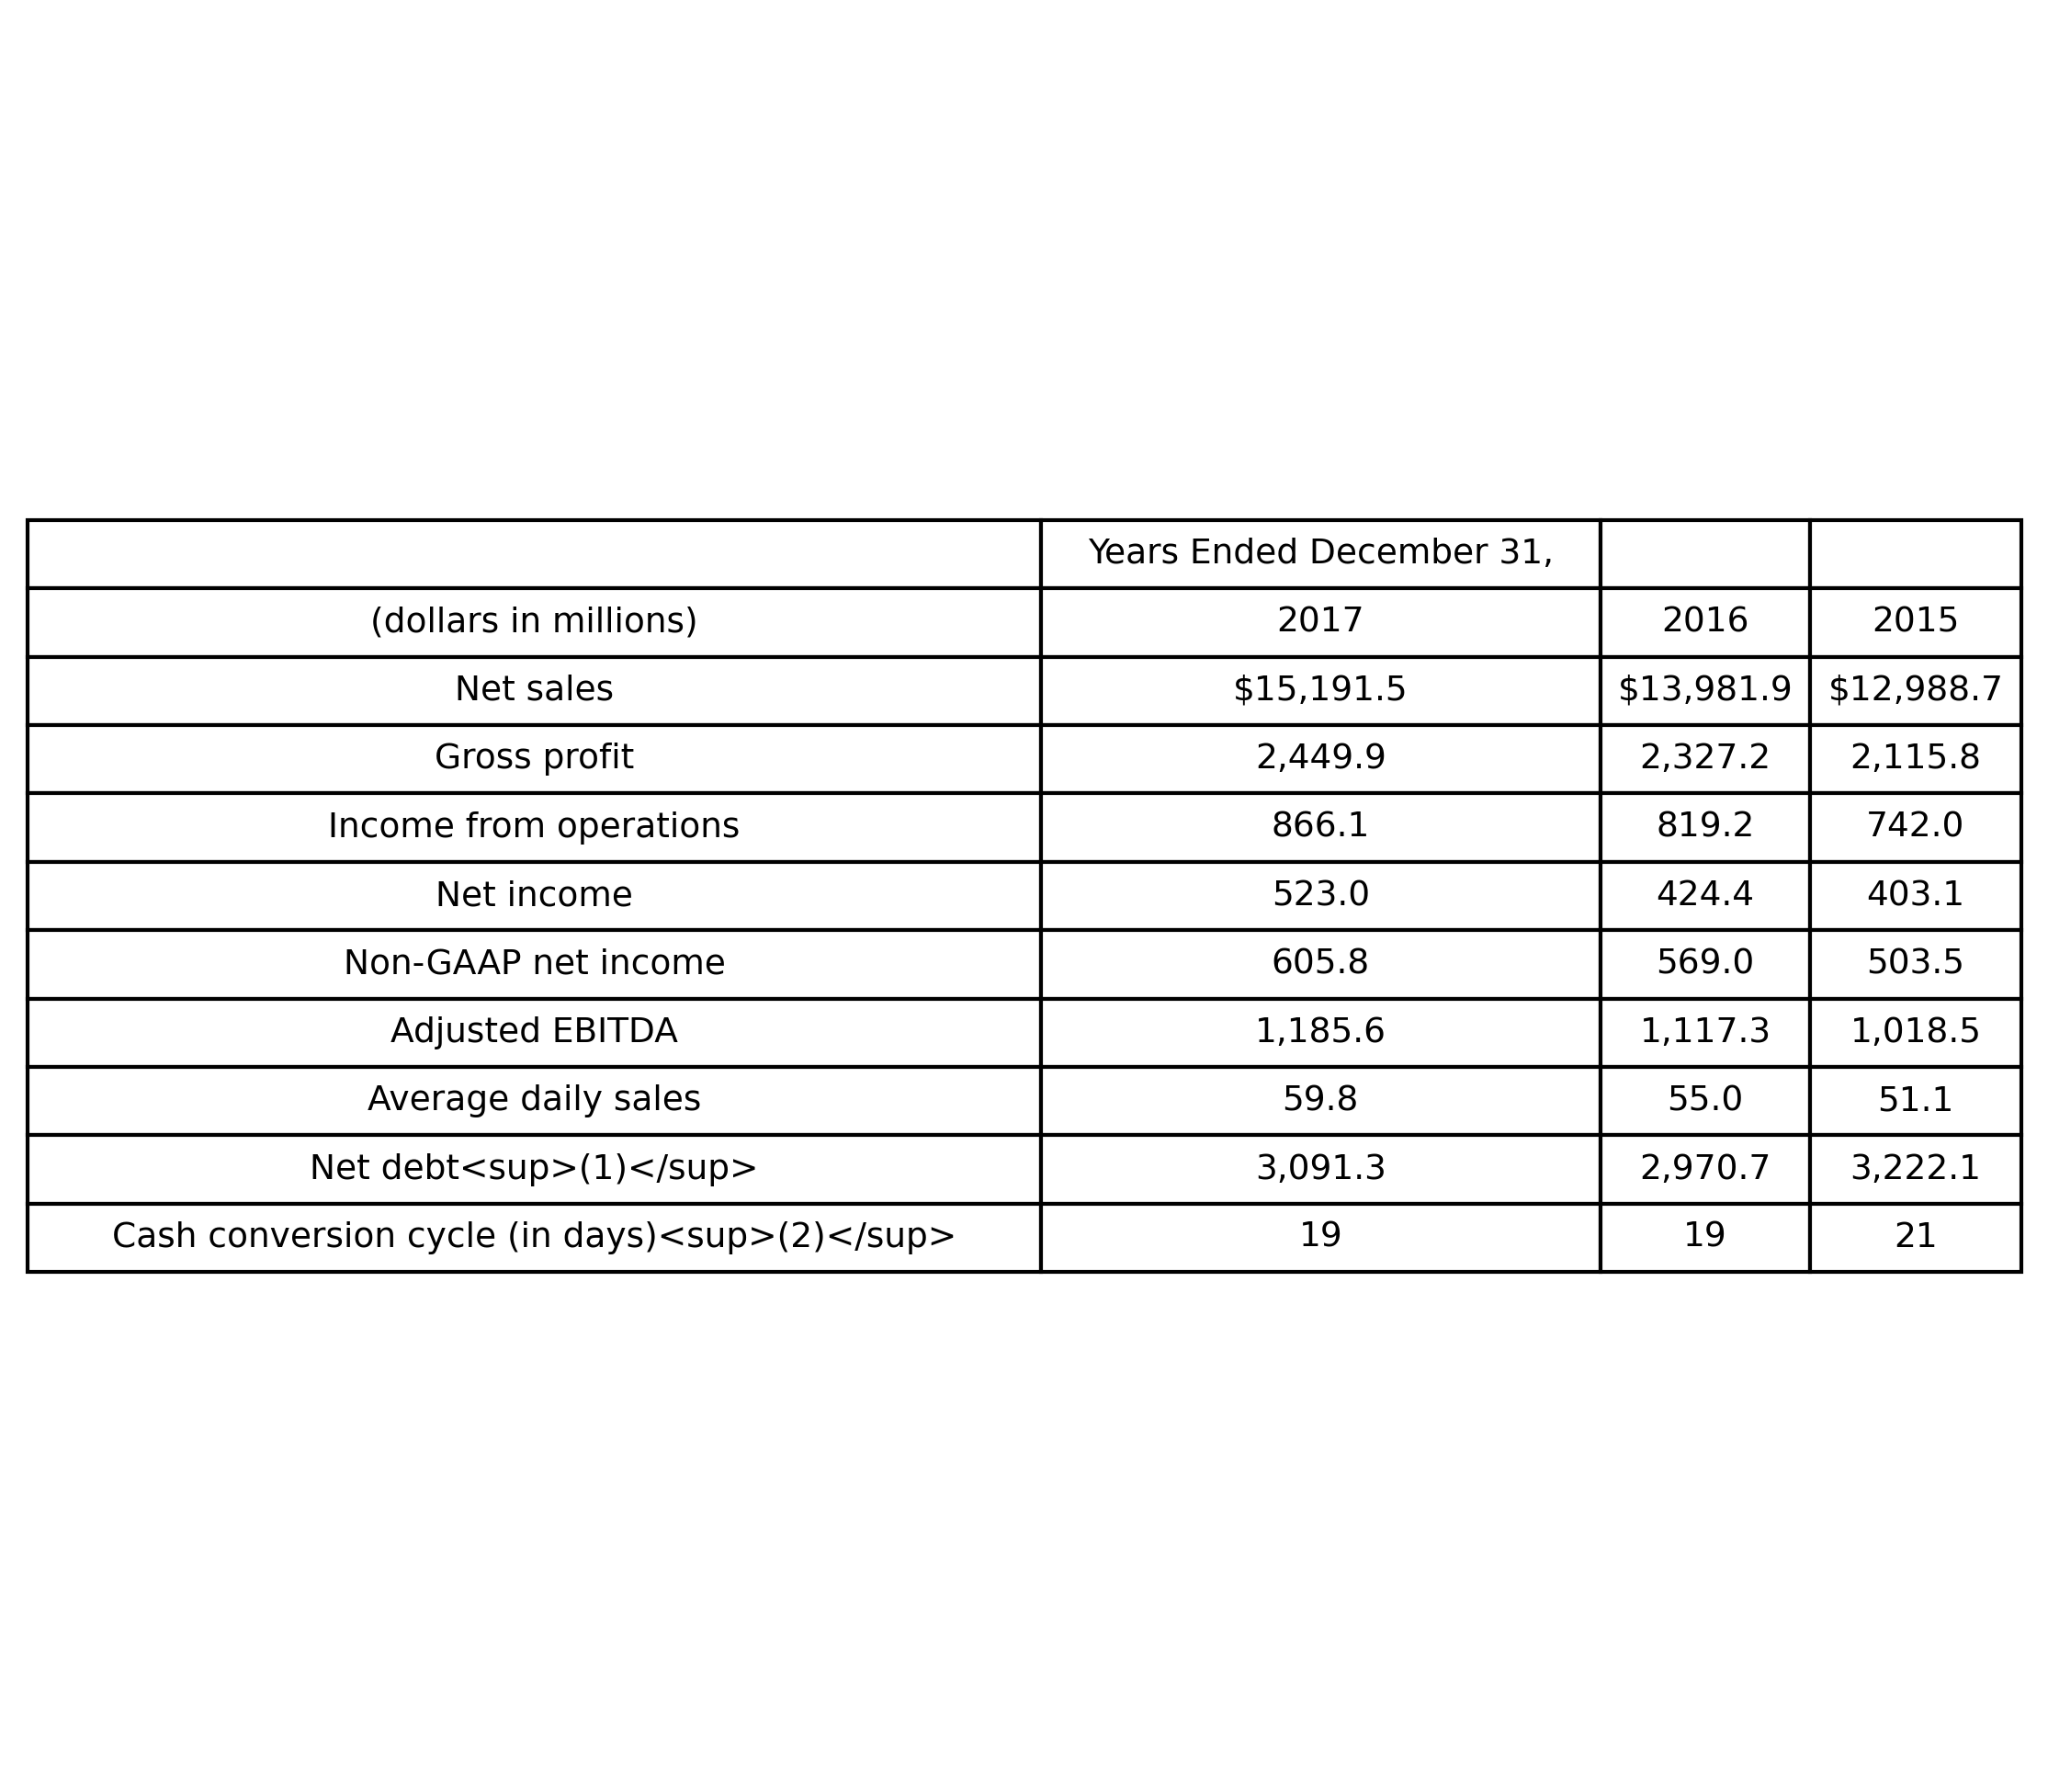 Years Ended December 31,
(dollars in millions) 2017 2016 2015
Net sales $15,191.5 $13,981.9 $12,988.7
Gross profit 2,449.9 2,327.2 2,115.8
Income from operations 866.1 819.2 742.0
Net income 523.0 424.4 403.1
Non-GAAP net income 605.8 569.0 503.5
Adjusted EBITDA 1,185.6 1,117.3 1,018.5
Average daily sales 59.8 55.0 51.1
Net debt<sup>(1)</sup> 3,091.3 2,970.7 3,222.1
Cash conversion cycle (in days)<sup>(2)</sup> 19 19 21